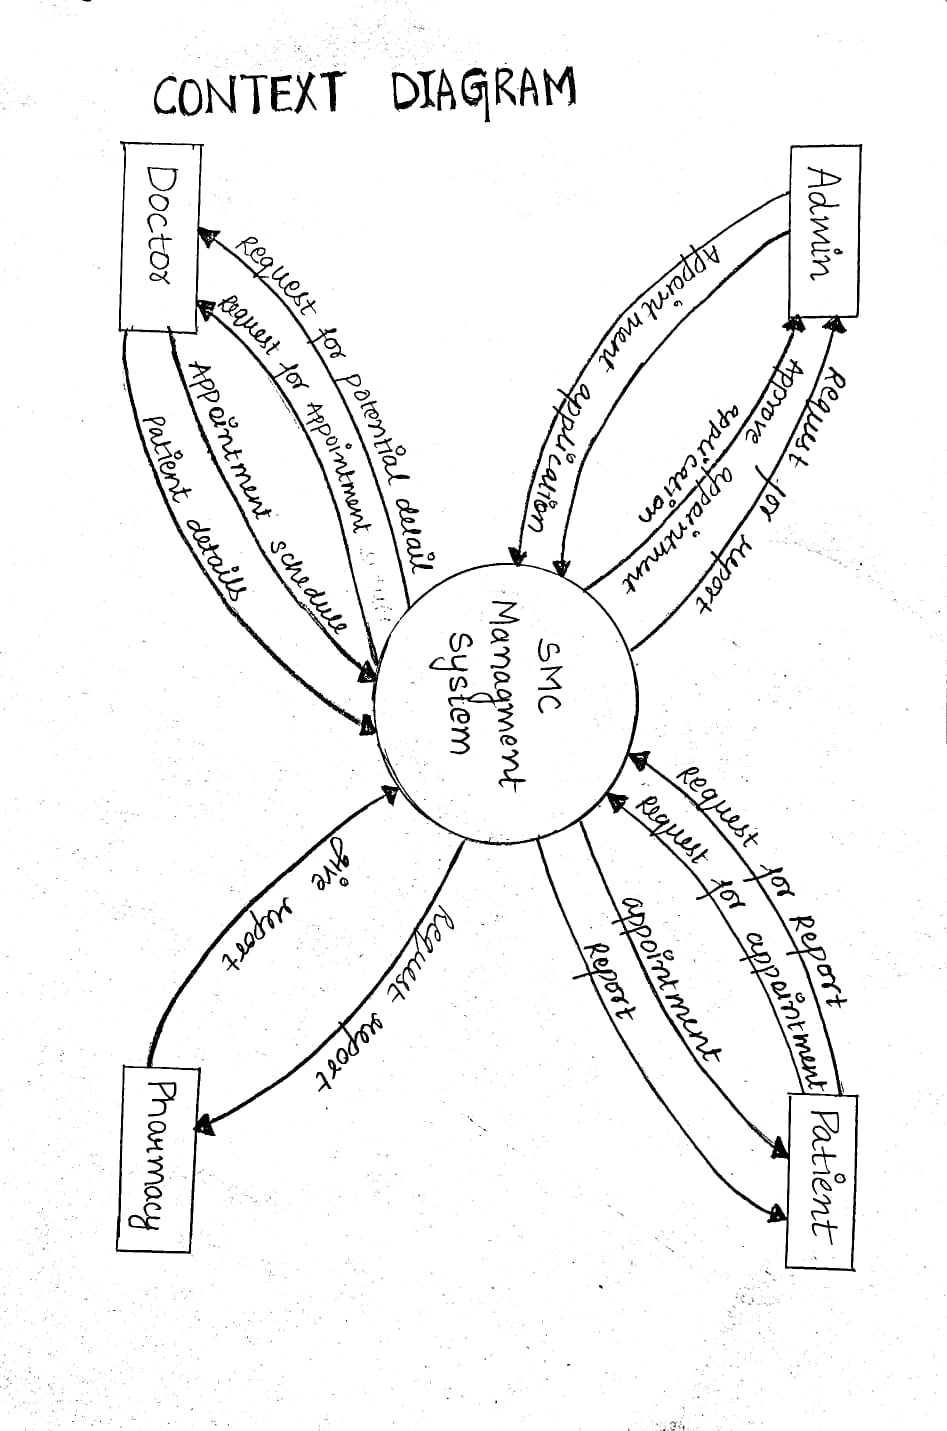 CONTEXT DIAGRAM
Doctor
Admin
Request for potential detail
Request for Appointment
Appointment schedule
Patient details
Appointment application
Approve appointment
application
Request for report
SMC
Managment
System
Request for Report
Request for appointment
appointment
Report
give report
Request report
Pharmacy
Patient